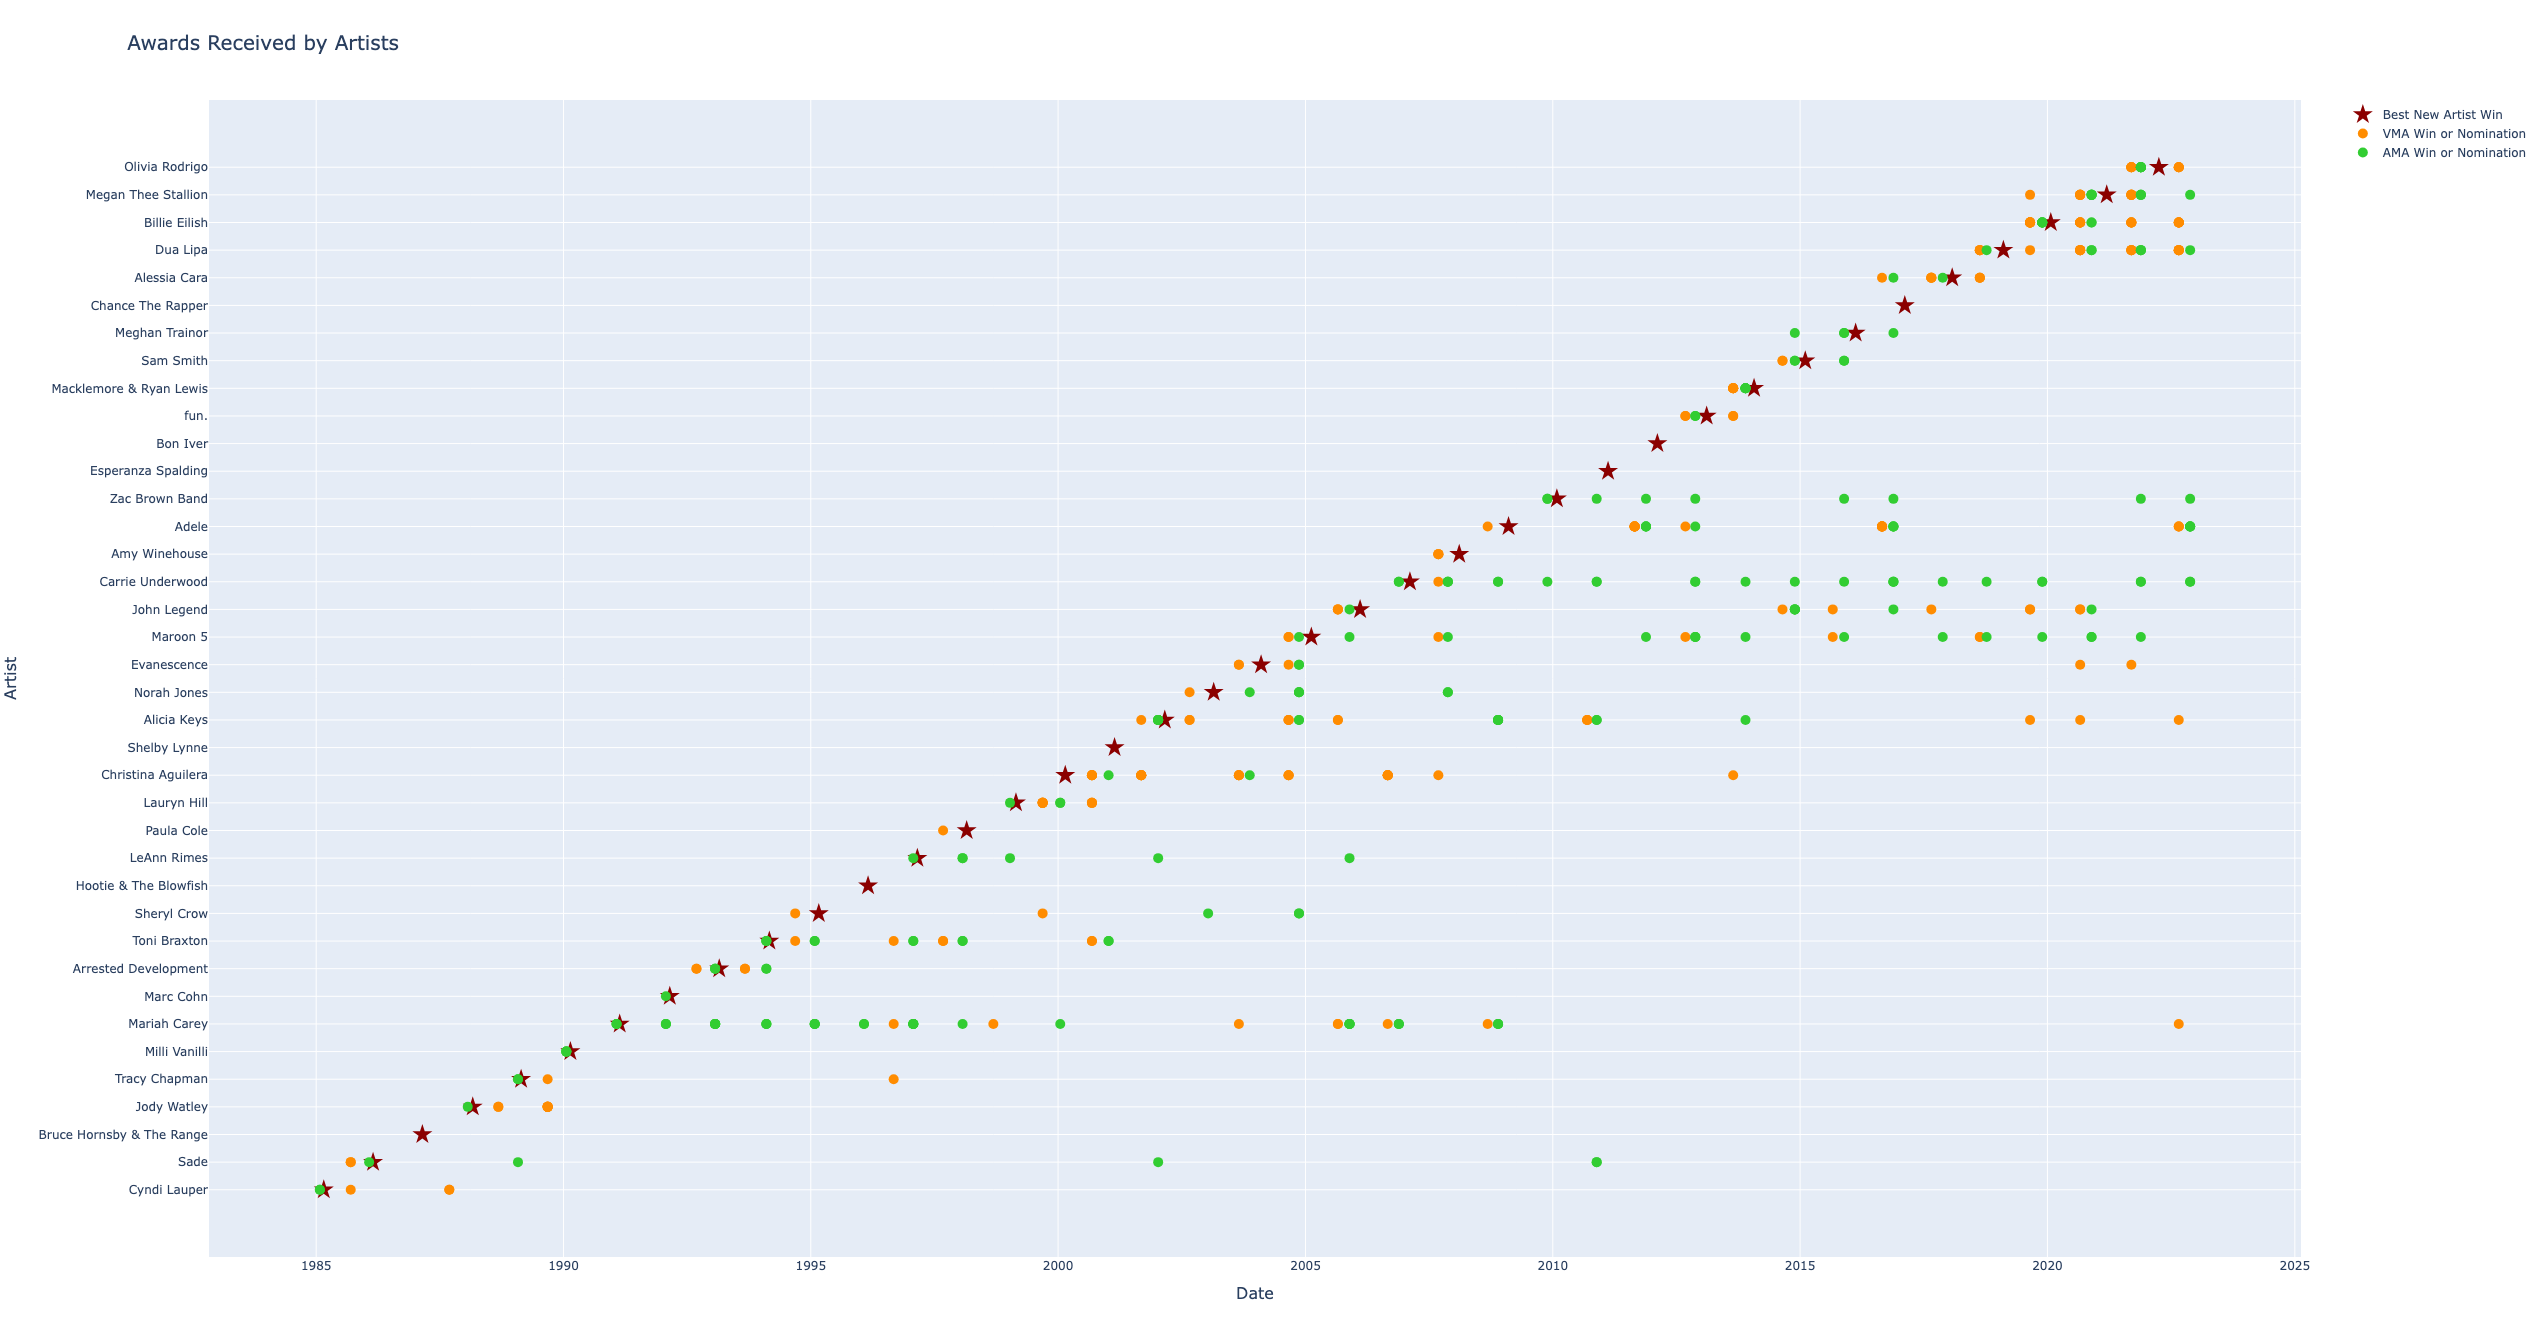 Awards Received by Artists
Best New Artist Win
VMA Win or Nomination
AMA Win or Nomination
Olivia Rodrigo
Megan Thee Stallion
Billie Eilish
Dua Lipa
Alessia Cara
Chance The Rapper
Meghan Trainor
Sam Smith
Macklemore & Ryan Lewis
fun.
Bon Iver
Esperanza Spalding
Zac Brown Band
Adele
Amy Winehouse
Carrie Underwood
John Legend
Maroon 5
Evanescence
Norah Jones
Alicia Keys
Shelby Lynne
Christina Aguilera
Lauryn Hill
Paula Cole
LeAnn Rimes
Hootie & The Blowfish
Sheryl Crow
Toni Braxton
Arrested Development
Marc Cohn
Mariah Carey
Milli Vanilli
Tracy Chapman
Jody Watley
Bruce Hornsby & The Range
Sade
Cyndi Lauper
Artist
1985 1990 1995 2000 2005 2010 2015 2020 2025
Date